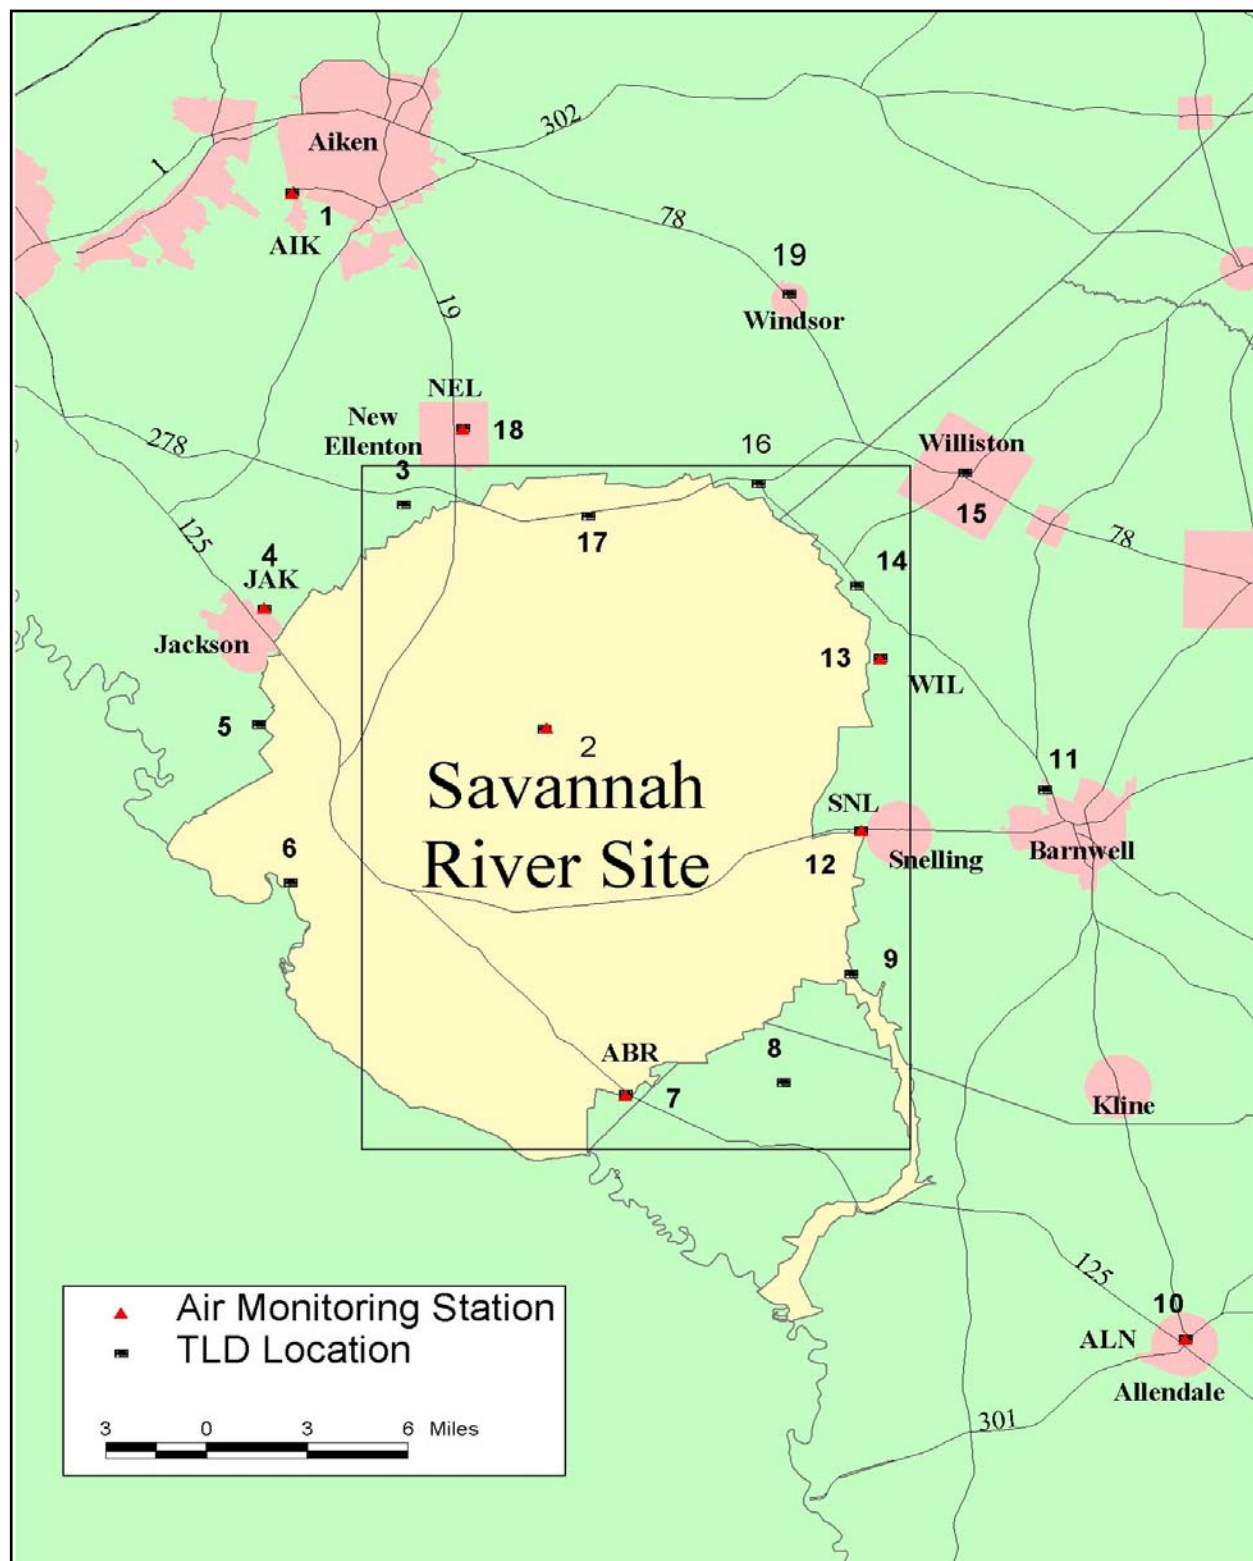 302
Aiken
1
1
AIK
78
19
Windsor
19
NEL
New
Ellenton
18
278
3
16
Williston
15
17
78
125
4
JAK
Jackson
14
13
WIL
5
2
Savannah
River Site
11
SNL
12
Snelling
Barnwell
6
9
ABR
8
7
Kline
125
10
ALN
Allendale
301
Air Monitoring Station
TLD Location
3 0 3 6 Miles